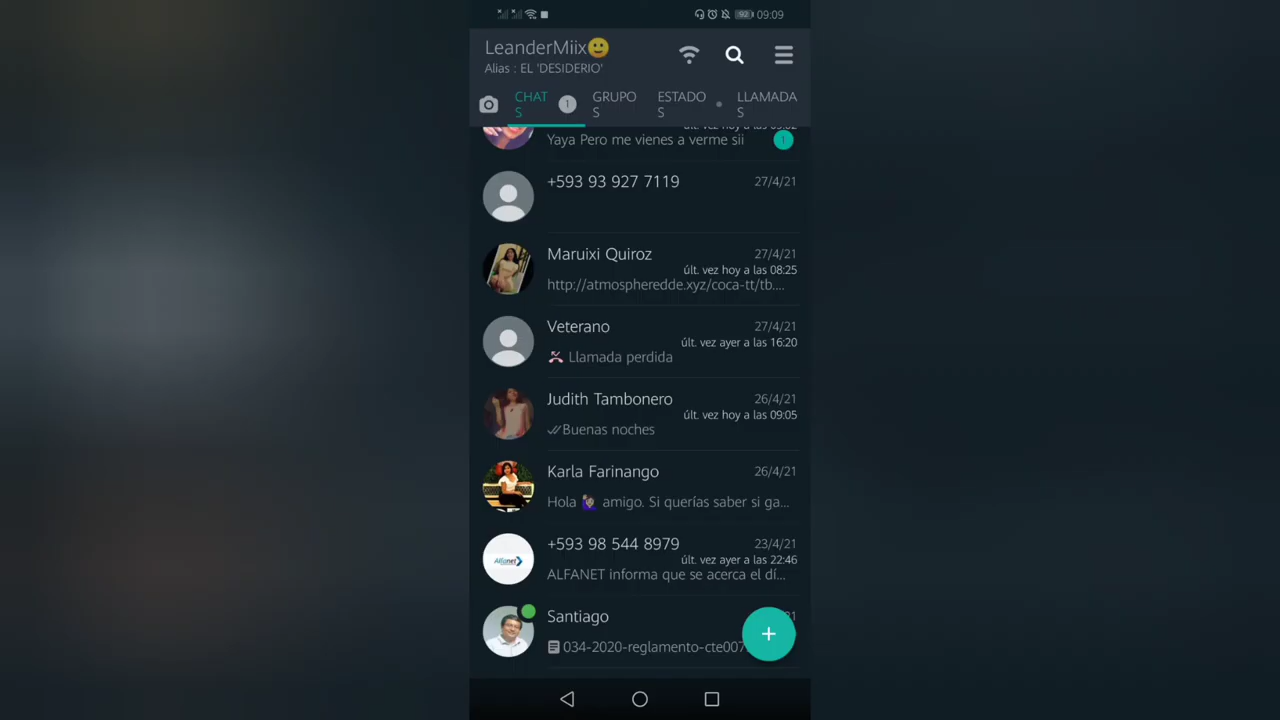 92 09:09
LeanderMiix🙂
Alias : EL 'DESIDERIO'
CHAT
S
1
GRUPO
S
ESTADO
S
LLAMADA
S
Yaya Pero me vienes a verme sii
1
+593 93 927 7119 27/4/21
Maruixi Quiroz 27/4/21
últ. vez hoy a las 08:25
http://atmospheredde.xyz/coca-tt/tb....
Veterano 27/4/21
últ. vez ayer a las 16:20
Llamada perdida
Judith Tambonero 26/4/21
últ. vez hoy a las 09:05
Buenas noches
Karla Farinango 26/4/21
Hola 🙋🏽‍♀️ amigo. Si querías saber si ga...
+593 98 544 8979 23/4/21
últ. vez ayer a las 22:46
Alfanet
ALFANET informa que se acerca el dí...
Santiago
034-2020-reglamento-cte007
+